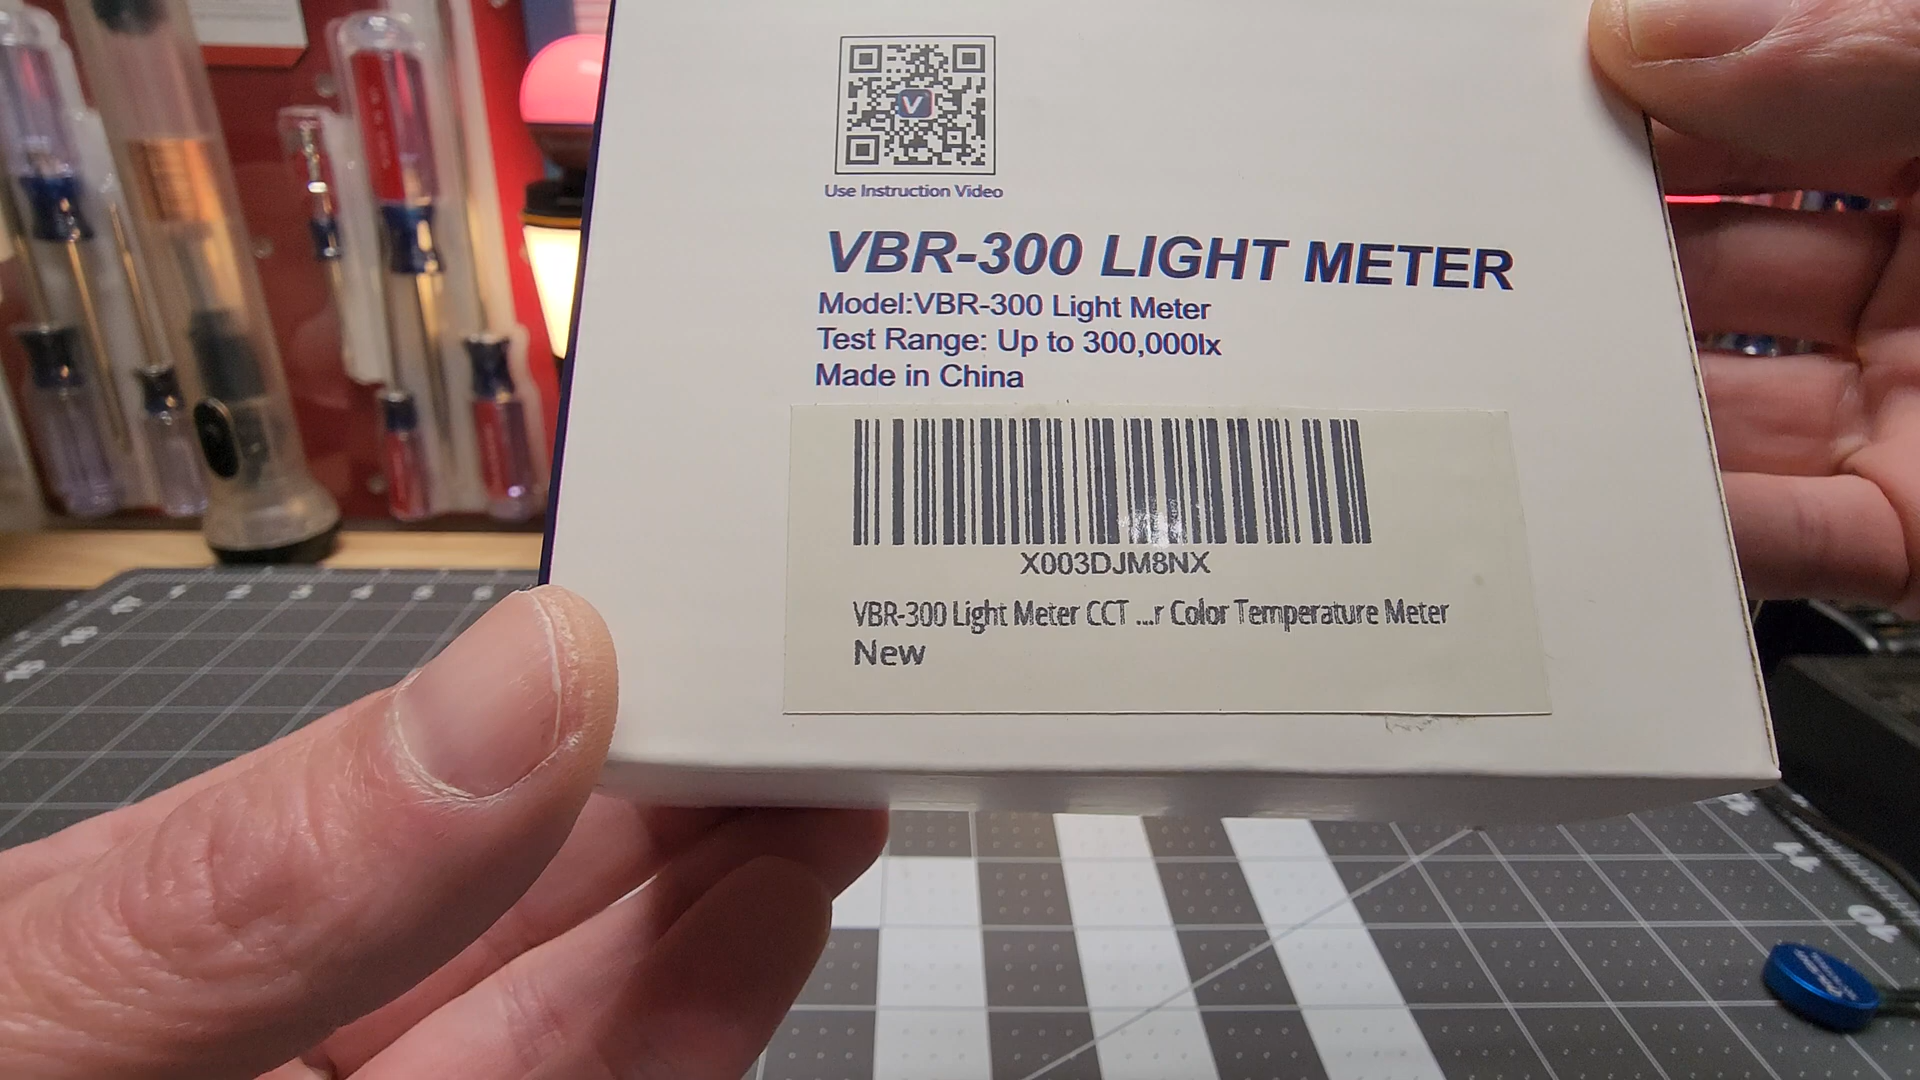 V
Use Instruction Video
VBR-300 LIGHT METER
Model:VBR-300 Light Meter
Test Range: Up to 300,000lx
Made in China
X003DJM8NX
VBR-300 Light Meter CCT ...r Color Temperature Meter
New